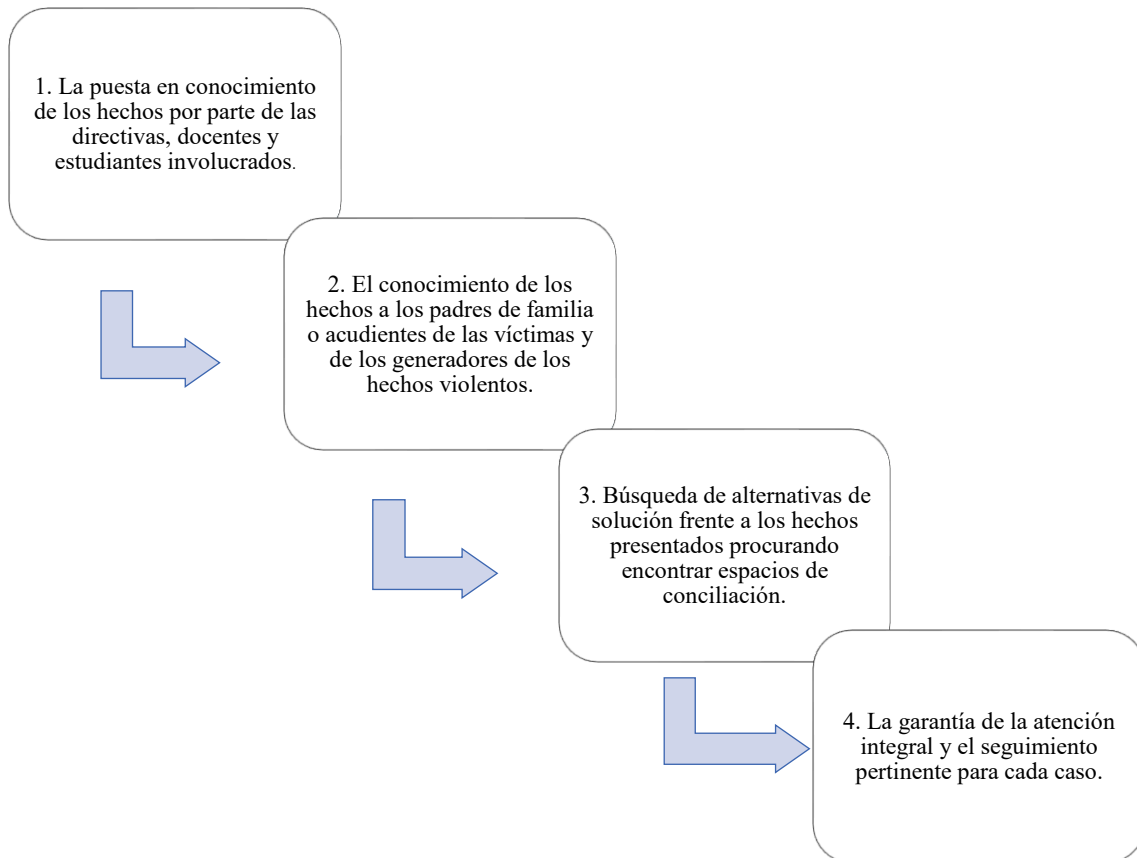 1. La puesta en conocimiento
de los hechos por parte de las
directivas, docentes y
estudiantes involucrados.
2. El conocimiento de los
hechos a los padres de familia
o acudientes de las víctimas y
de los generadores de los
hechos violentos.
3. Búsqueda de alternativas de
solución frente a los hechos
presentados procurando
encontrar espacios de
conciliación.
4. La garantía de la atención
integral y el seguimiento
pertinente para cada caso.